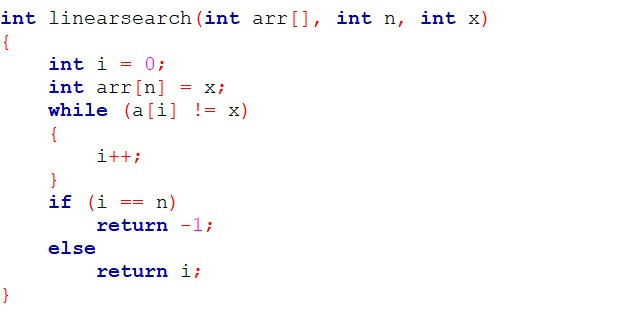 int linearsearch(int arr[], int n, int x)
{
    int i = 0;
    int arr[n] = x;
    while (a[i] != x)
    {
        i++;
    }
    if (i == n)
        return -1;
    else
        return i;
}